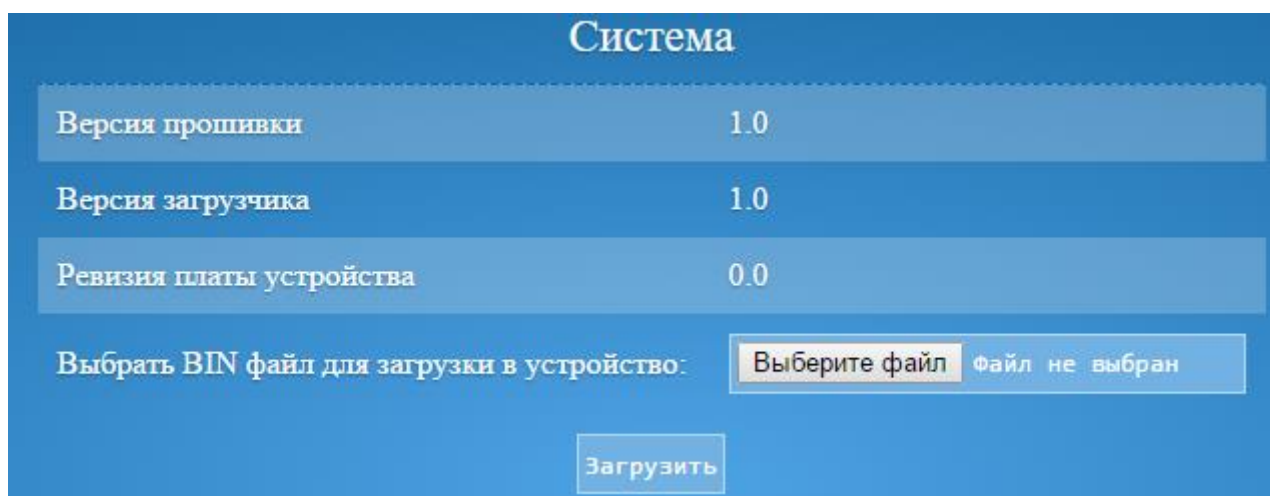 Система
Версия прошивки 1.0
Версия загрузчика 1.0
Ревизия платы устройства 0.0
Выбрать BIN файл для загрузки в устройство: Выберите файл Файл не выбран
Загрузить